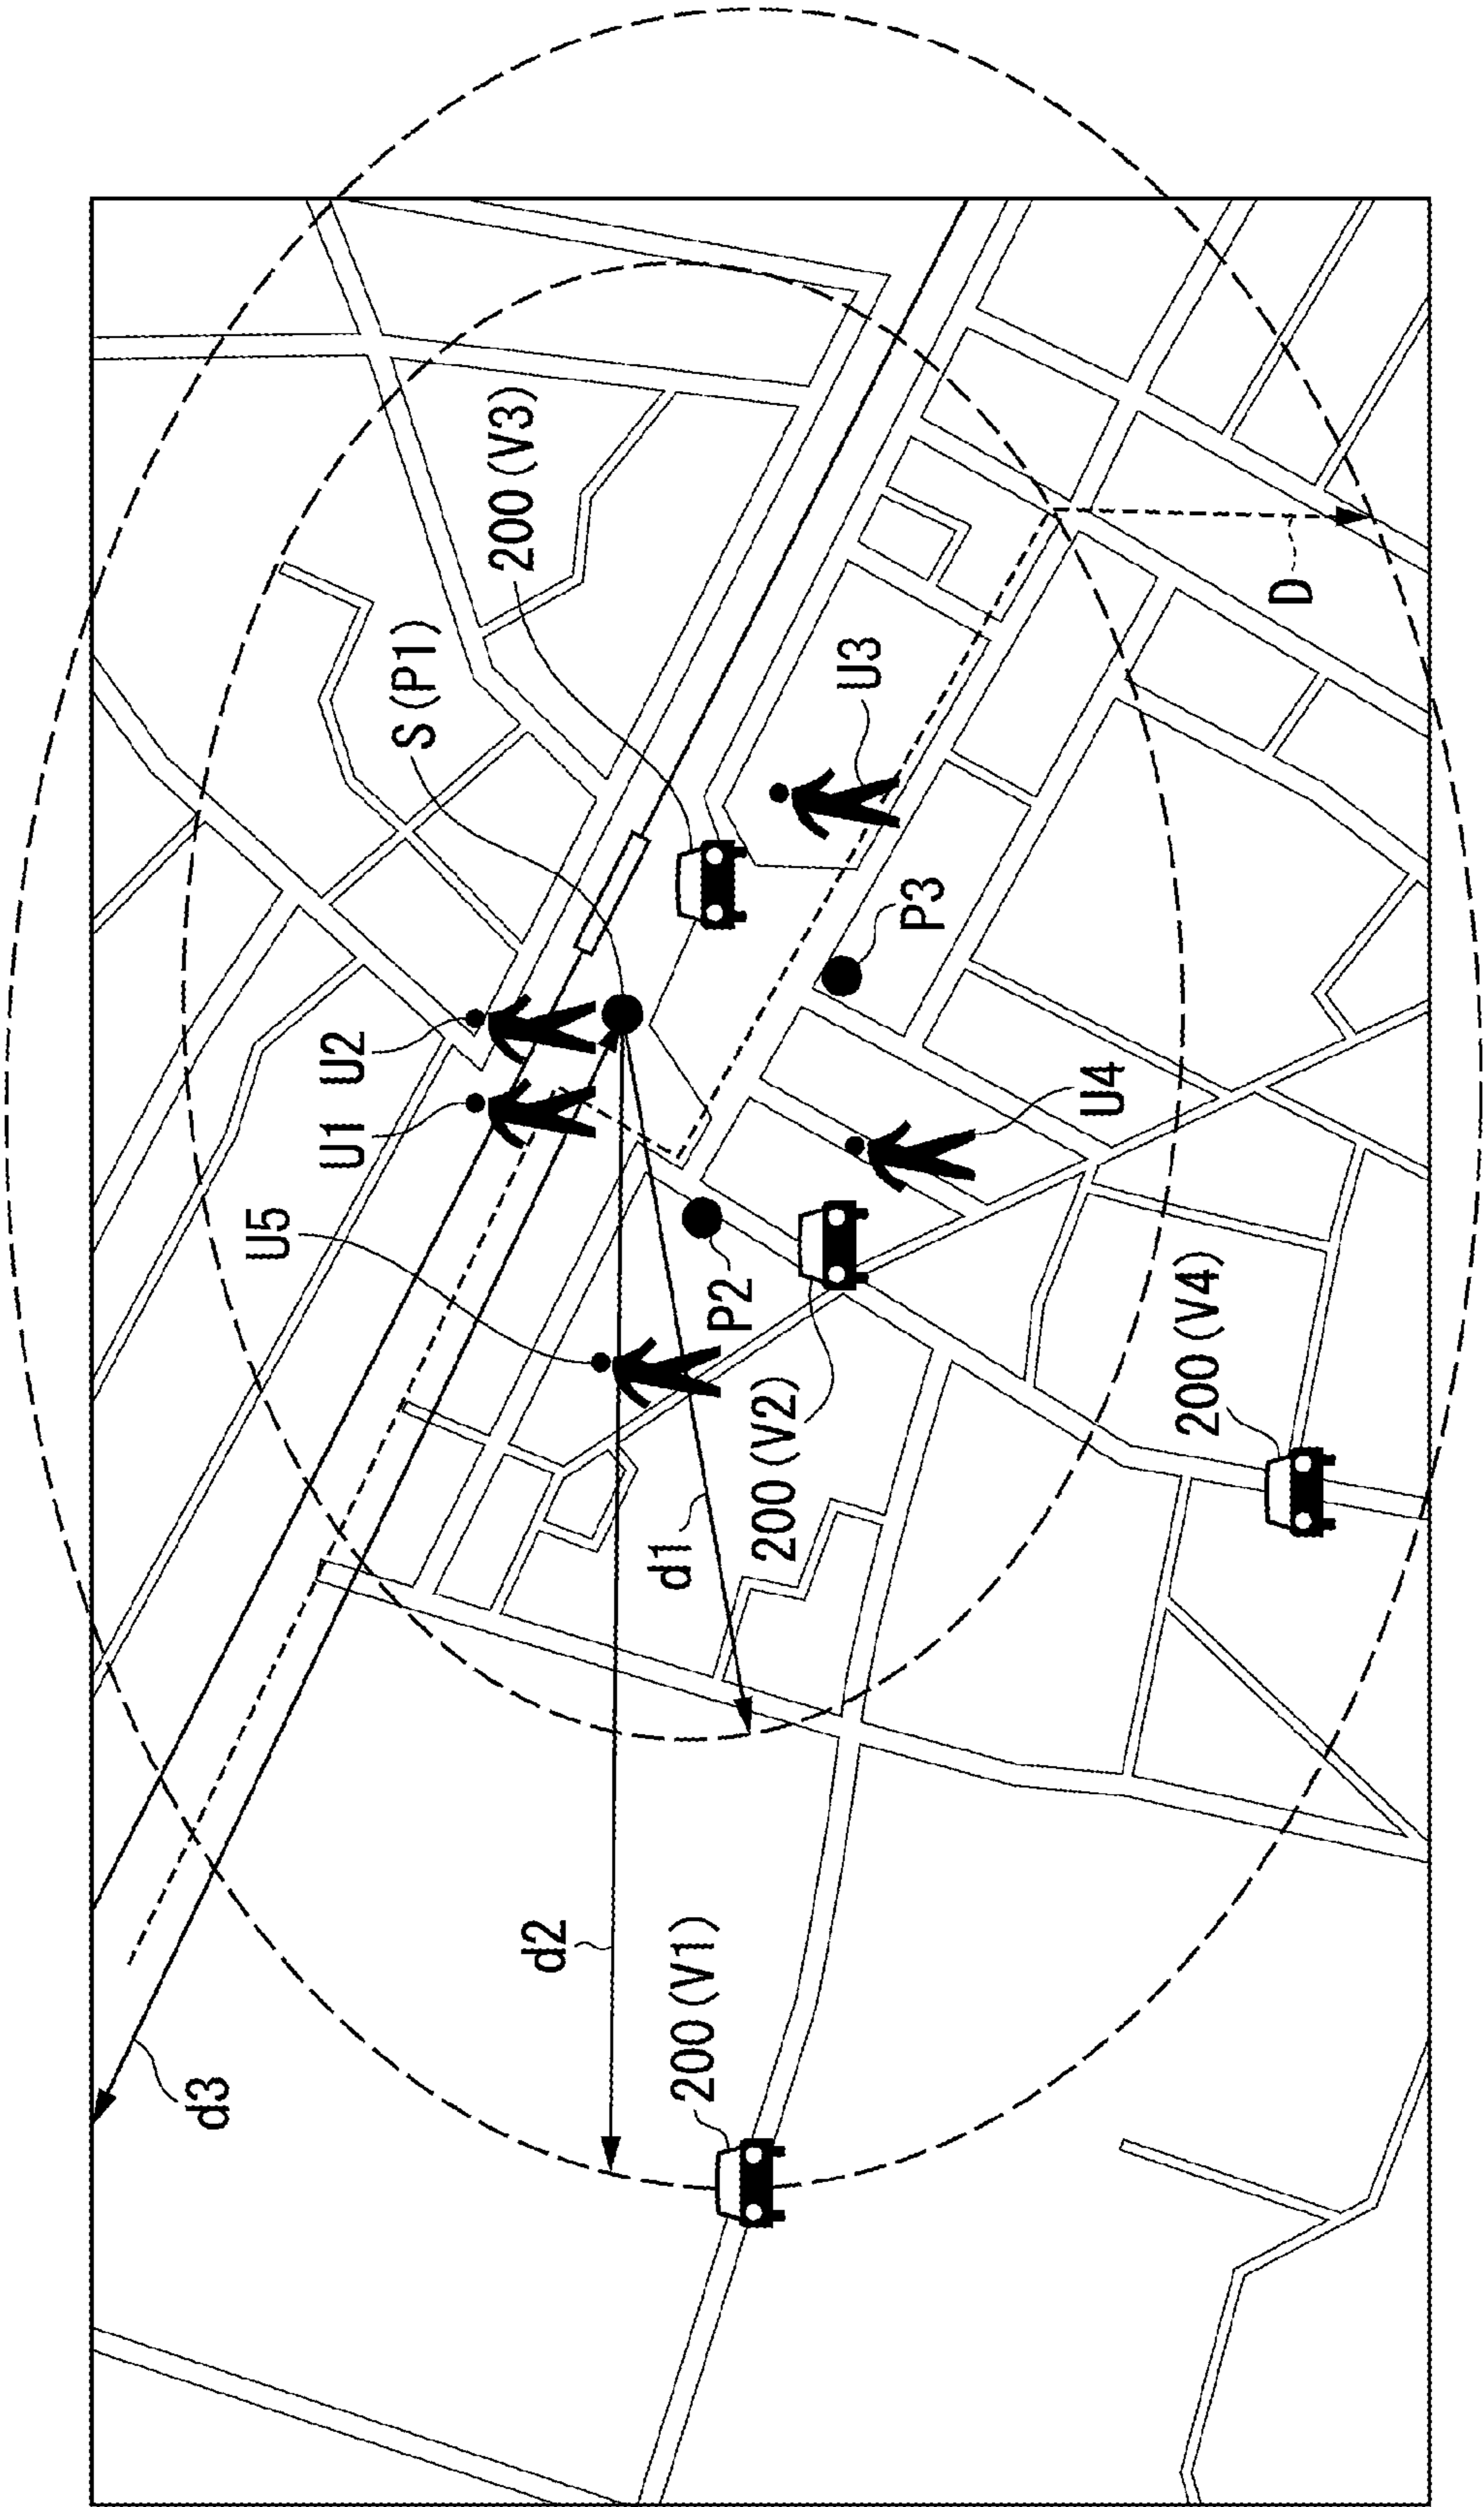 200 (V3)
S (P1)
U3
D
P3
U2
U1
U4
U5
P2
200 (V4)
200 (V2)
d1
d2
200 (V1)
d3